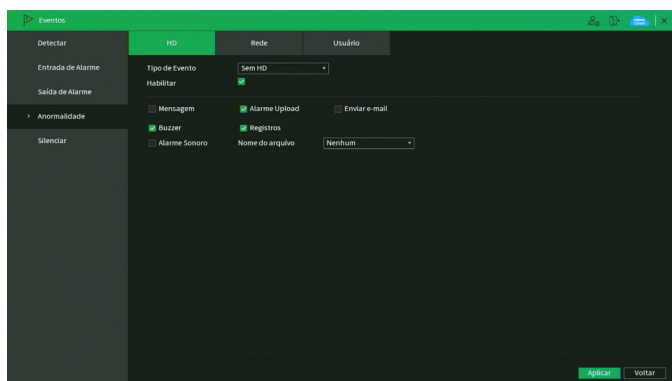 Eventos
Detectar
Entrada de Alarme
Saída de Alarme
Anormalidade
Silenciar
HD Rede Usuário
Tipo de Evento Sem HD
Habilitar
Mensagem Alarme Upload Enviar e-mail
Buzzer Registros
Alarme Sonoro Nome do arquivo Nenhum
Aplicar Voltar